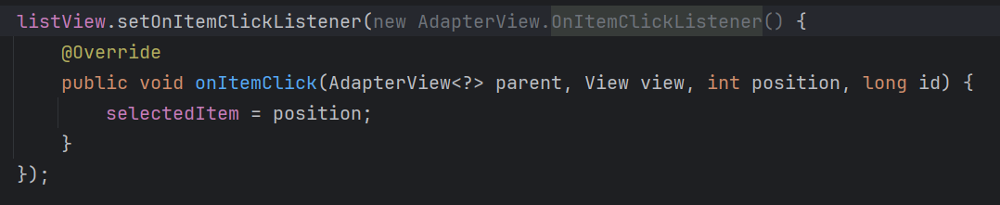 listView.setOnItemClickListener(new AdapterView.OnItemClickListener() {
@Override
public void onItemClick(AdapterView<?> parent, View view, int position, long id) {
selectedItem = position;
}
});